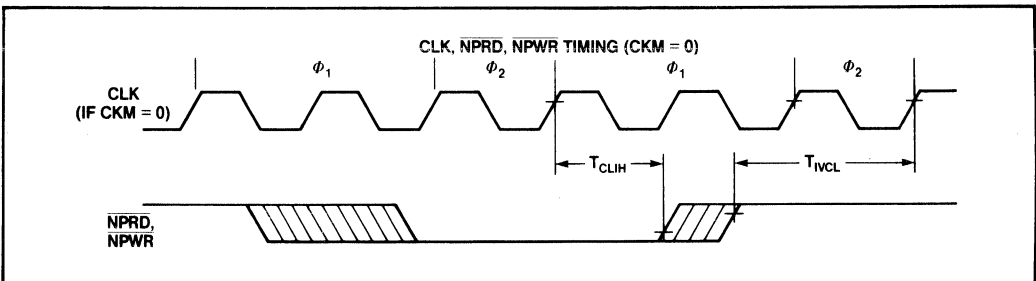 CLK, NPRD, NPWR TIMING (CKM = 0)
Φ1 Φ2 Φ1 Φ2
CLK
(IF CKM = 0)
TCLIH TIVCL
NPRD,
NPWR